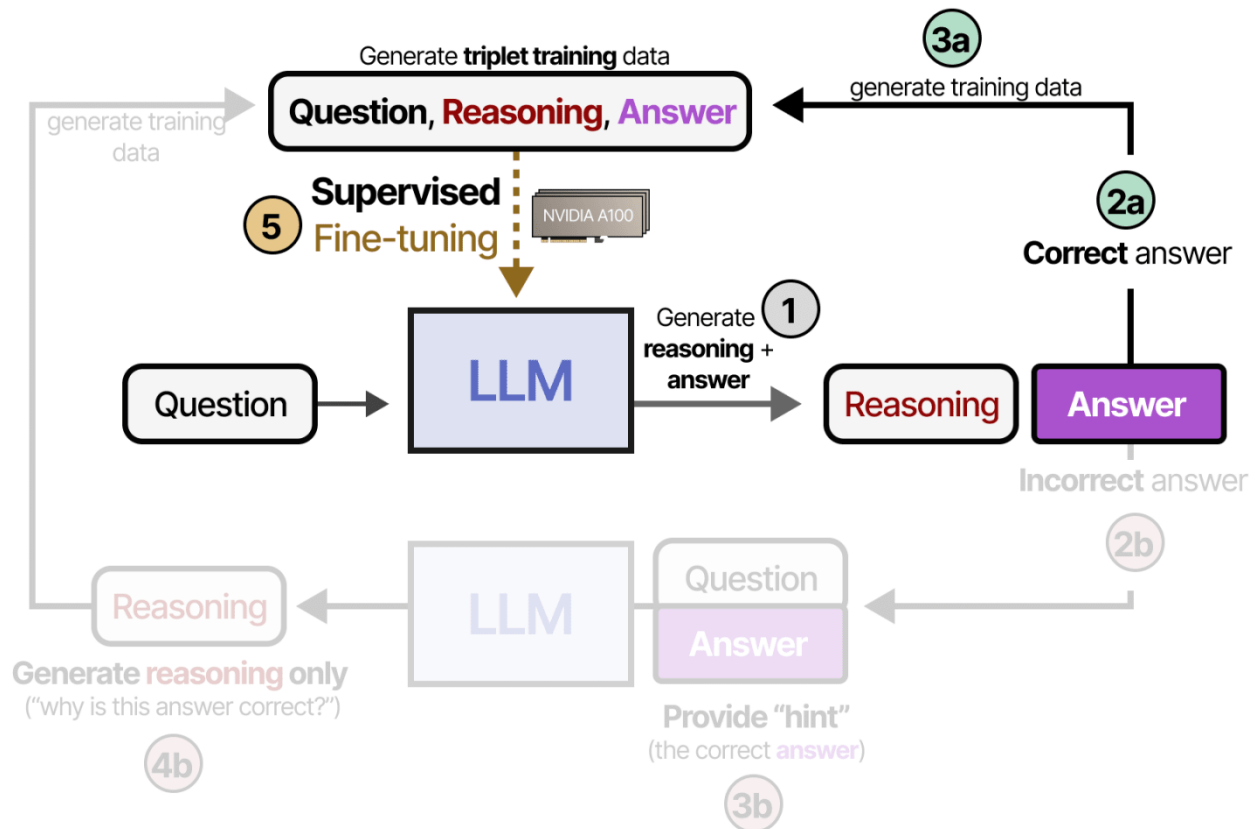 3a
Generate triplet training data
generate training data
Question, Reasoning, Answer
generate training
data
2a
Supervised
5
Fine-tuning
NVIDIA A100
Correct answer
Generate
1
reasoning +
answer
LLM
Question
Reasoning
Answer
Incorrect answer
2b
Question
Reasoning
LLM
Answer
Generate reasoning only
("why is this answer correct?")
4b
Provide "hint"
(the correct answer)
3b